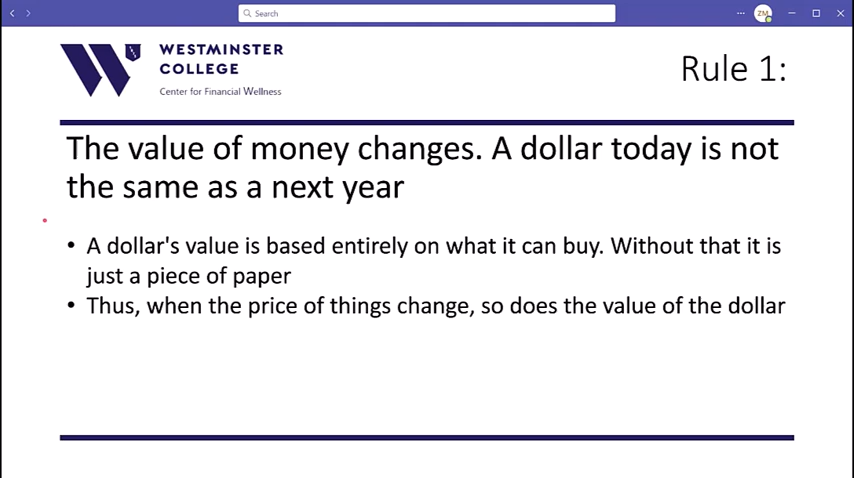 Search
ZM
WESTMINSTER
COLLEGE
Center for Financial Wellness
Rule 1:
The value of money changes. A dollar today is not
the same as a next year
• A dollar's value is based entirely on what it can buy. Without that it is
just a piece of paper
• Thus, when the price of things change, so does the value of the dollar